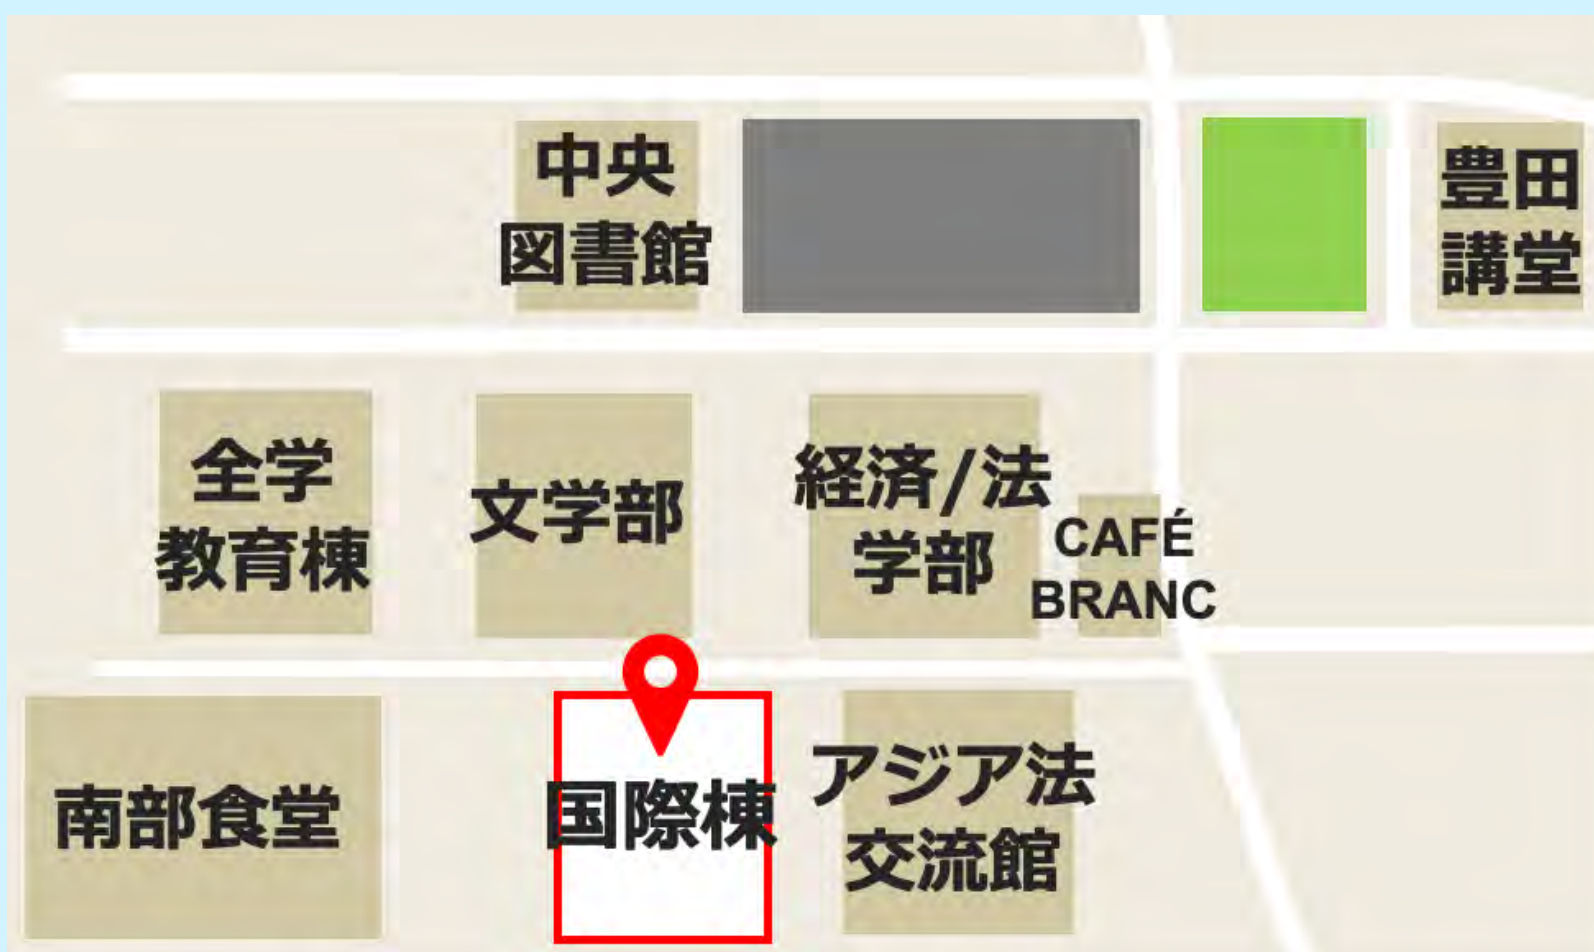 中央
図書館
豊田
講堂
全学
教育棟
文学部
経済/法
学部
CAFÉ
BRANC
南部食堂
国際棟
アジア法
交流館